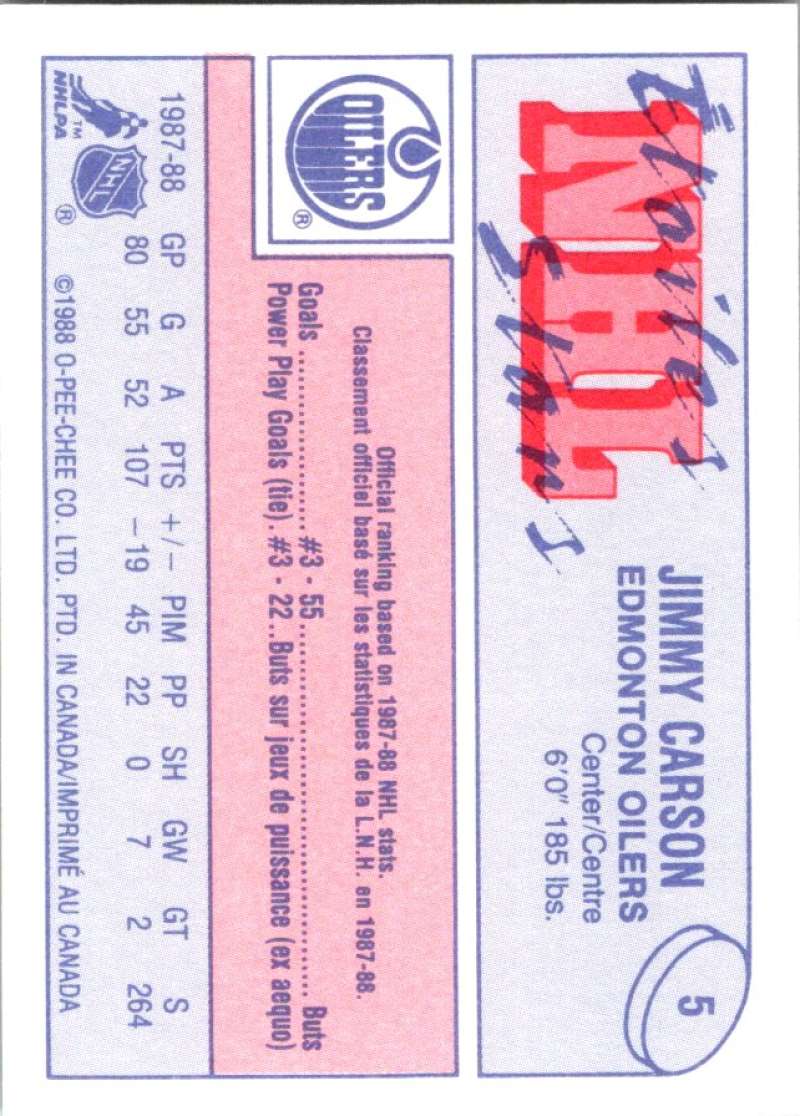 Étoiles
NHL
Stars
JIMMY CARSON
EDMONTON OILERS
Center/Centre
6'0" 185 lbs.
5
OILERS
®
Official ranking based on 1987-88 NHL stats.
Classement officiel basé sur les statistiques de la L.N.H. en 1987-88.
Goals .................... #3 - 55 .................................... Buts
Power Play Goals (tie). #3 - 22 .. Buts sur jeux de puissance (ex aequo)
1987-88 GP G A PTS +/− PIM PP SH GW GT S
80 55 52 107 −19 45 22 0 7 2 264
TM
NHLPA
NHL
®
©1988 O-PEE-CHEE CO. LTD. PTD. IN CANADA/IMPRIMÉ AU CANADA